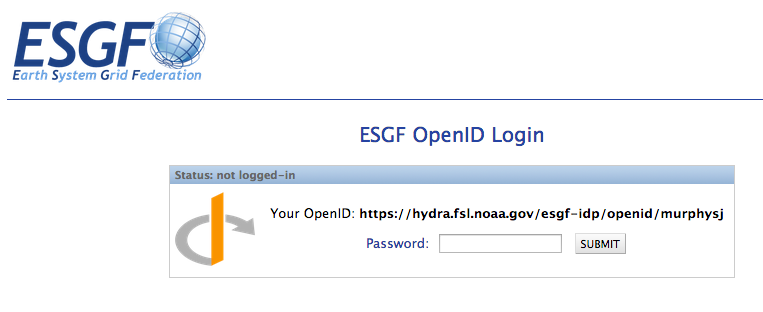 ESGF
Earth System Grid Federation
ESGF OpenID Login
Status: not logged-in
Your OpenID: https://hydra.fsl.noaa.gov/esgf-idp/openid/murphysj
Password:
SUBMIT